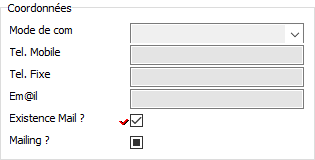 Coordonnées
Mode de com
Tel. Mobile
Tel. Fixe
Em@il
Existence Mail ?
Mailing ?